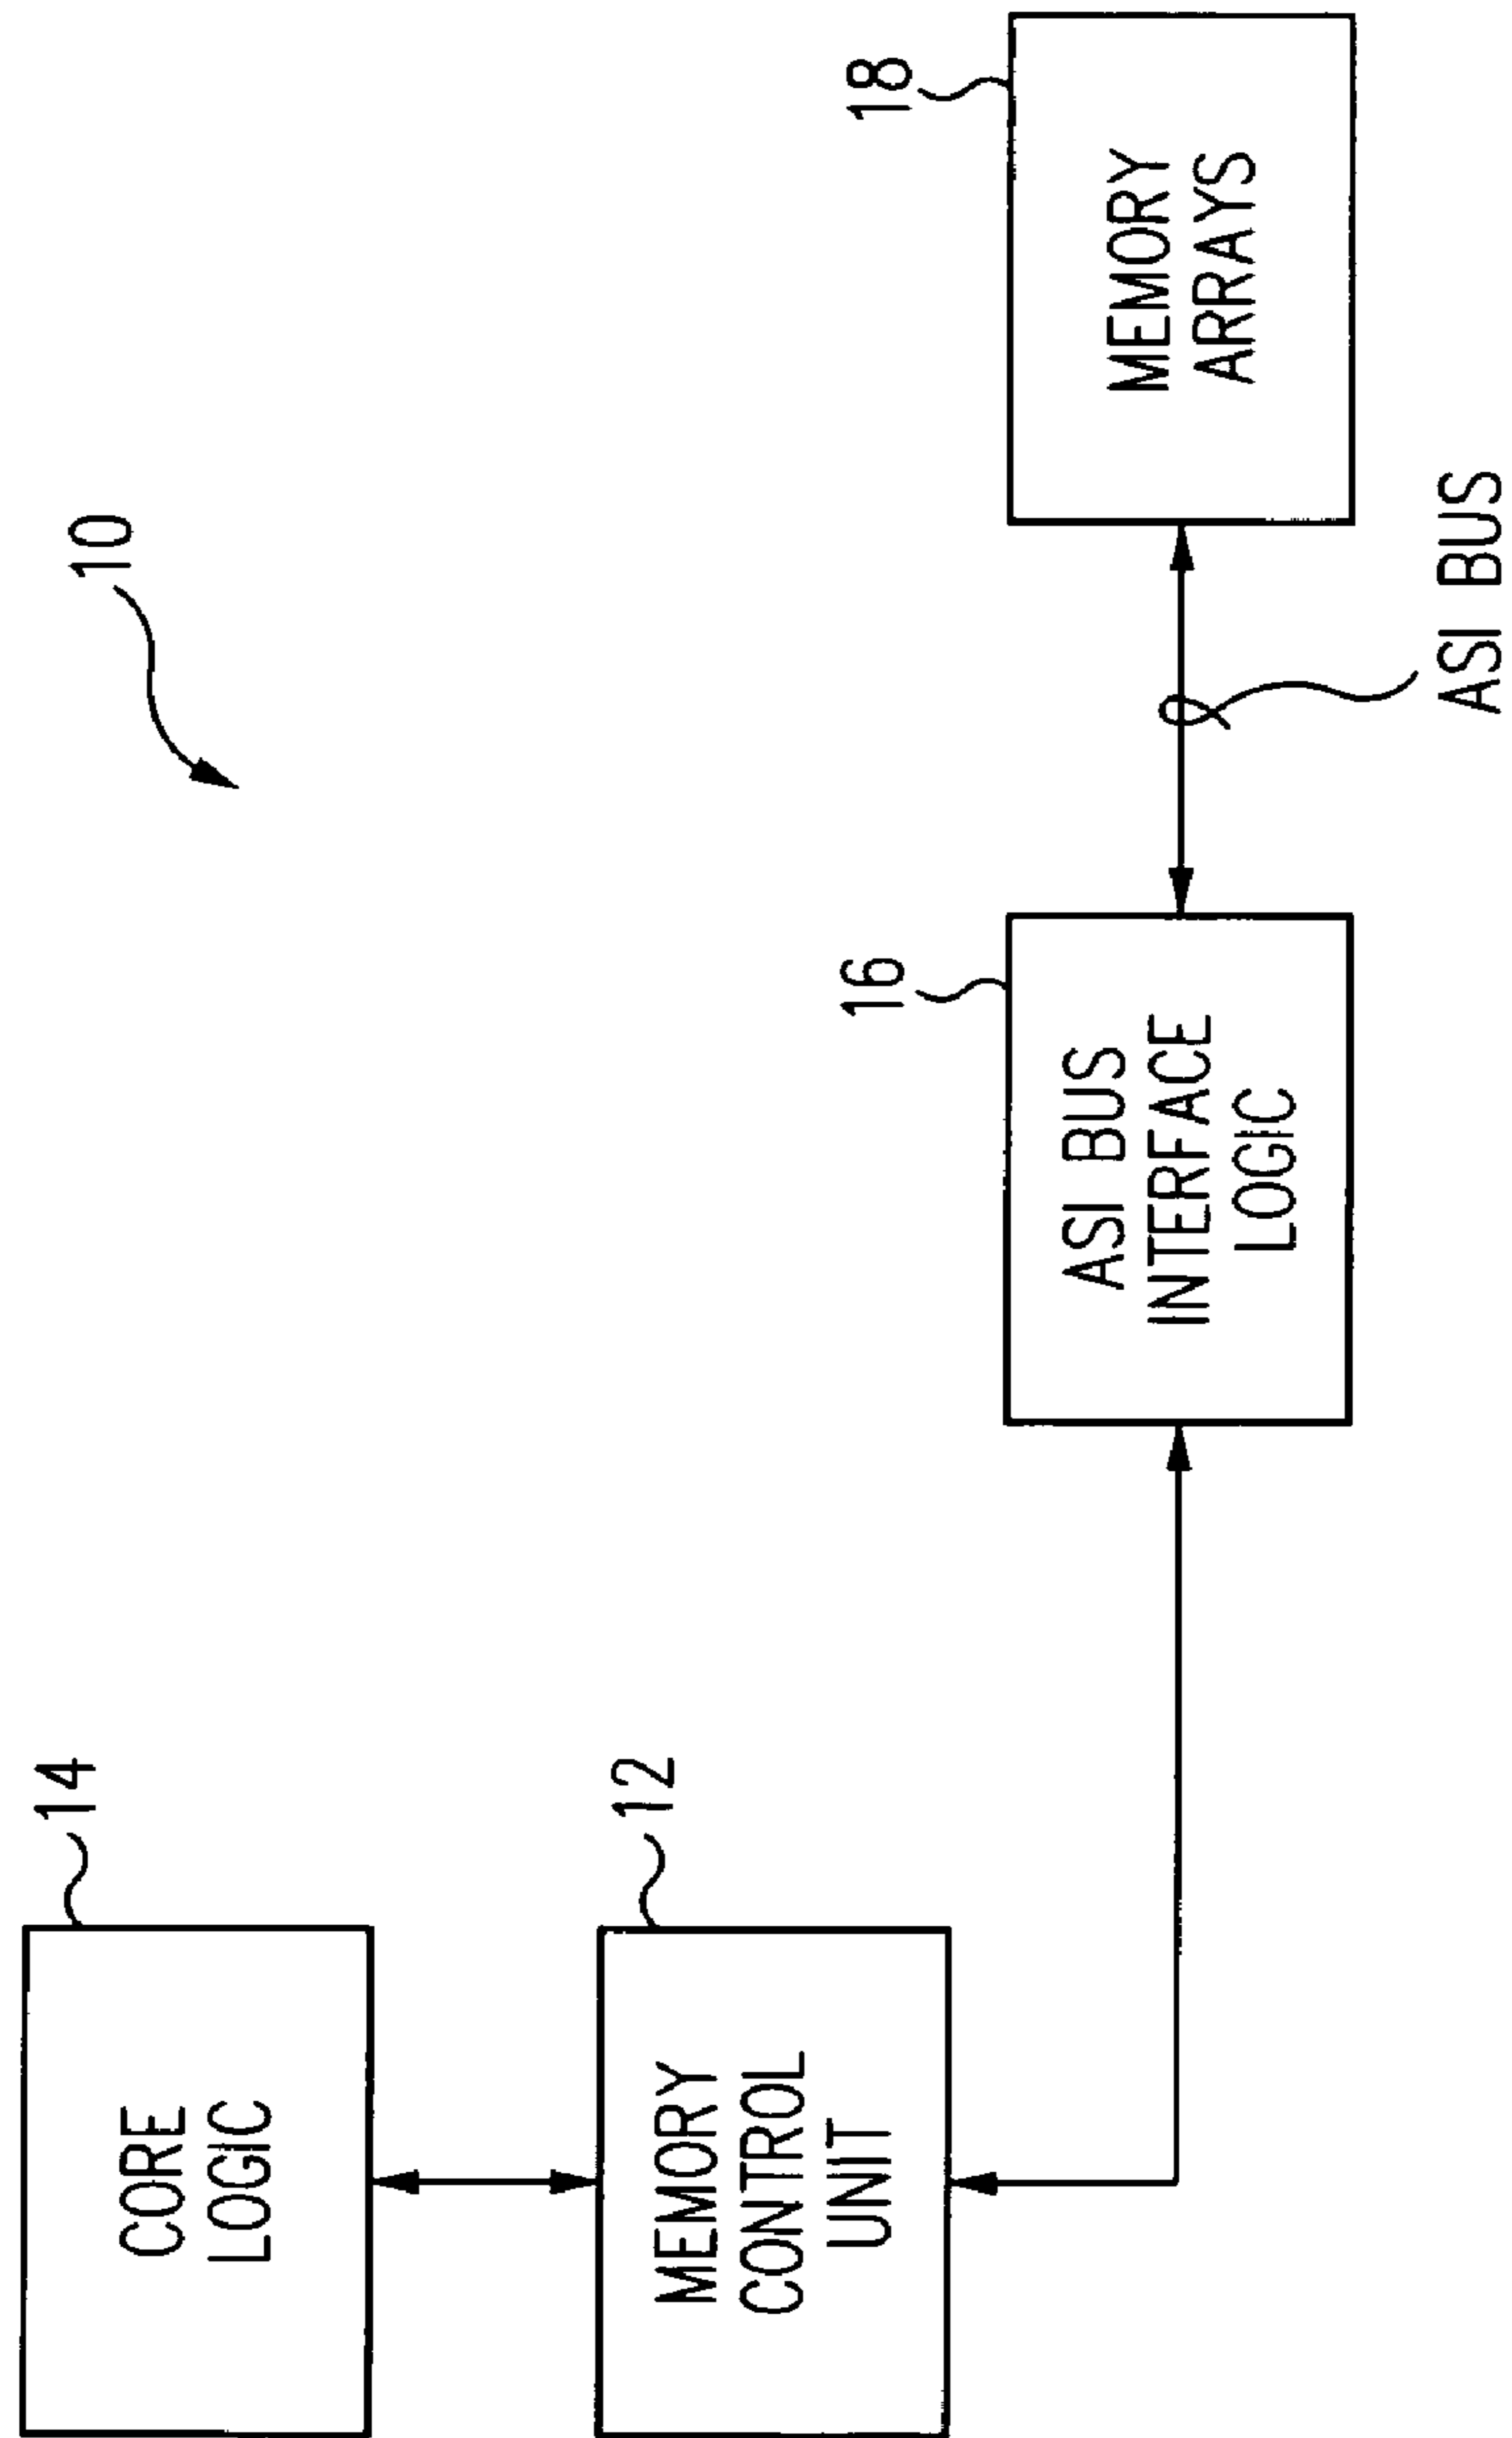 10
14
CORE
LOGIC
12
MEMORY
CONTROL
UNIT
16
ASI BUS
INTERFACE
LOGIC
18
MEMORY
ARRAYS
ASI BUS